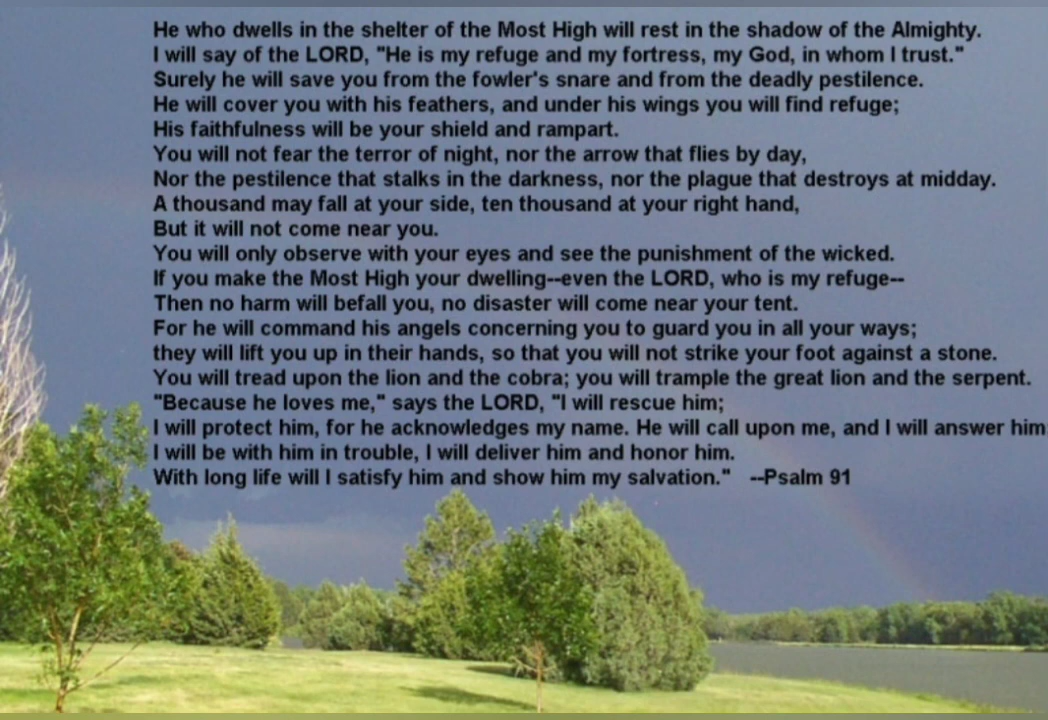 He who dwells in the shelter of the Most High will rest in the shadow of the Almighty.
I will say of the LORD, "He is my refuge and my fortress, my God, in whom I trust."
Surely he will save you from the fowler's snare and from the deadly pestilence.
He will cover you with his feathers, and under his wings you will find refuge;
His faithfulness will be your shield and rampart.
You will not fear the terror of night, nor the arrow that flies by day,
Nor the pestilence that stalks in the darkness, nor the plague that destroys at midday.
A thousand may fall at your side, ten thousand at your right hand,
But it will not come near you.
You will only observe with your eyes and see the punishment of the wicked.
If you make the Most High your dwelling--even the LORD, who is my refuge--
Then no harm will befall you, no disaster will come near your tent.
For he will command his angels concerning you to guard you in all your ways;
they will lift you up in their hands, so that you will not strike your foot against a stone.
You will tread upon the lion and the cobra; you will trample the great lion and the serpent.
"Because he loves me," says the LORD, "I will rescue him;
I will protect him, for he acknowledges my name. He will call upon me, and I will answer him
I will be with him in trouble, I will deliver him and honor him.
With long life will I satisfy him and show him my salvation." --Psalm 91